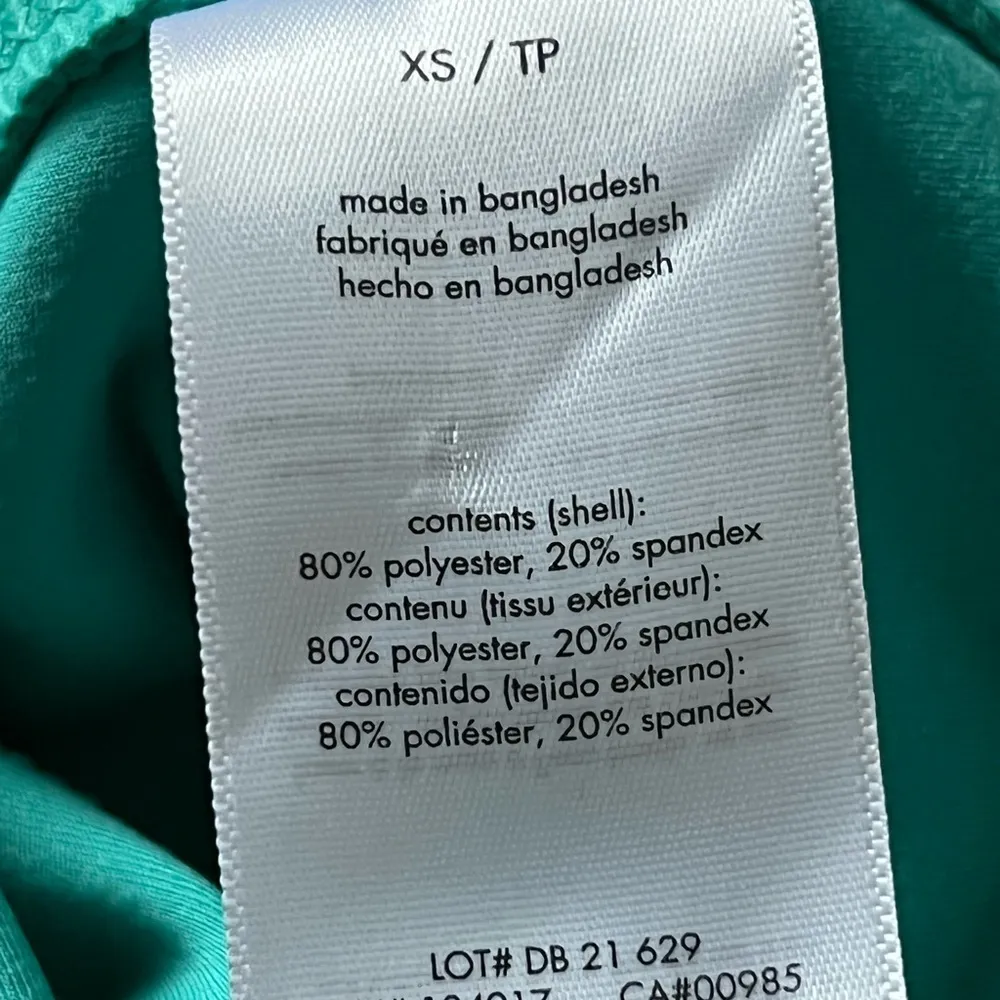 XS / TP
made in bangladesh
fabriqué en bangladesh
hecho en bangladesh
contents (shell):
80% polyester, 20% spandex
contenu (tissu extérieur):
80% polyester, 20% spandex
contenido (tejido externo):
80% poliéster, 20% spandex
LOT# DB 21 629
CA#00985